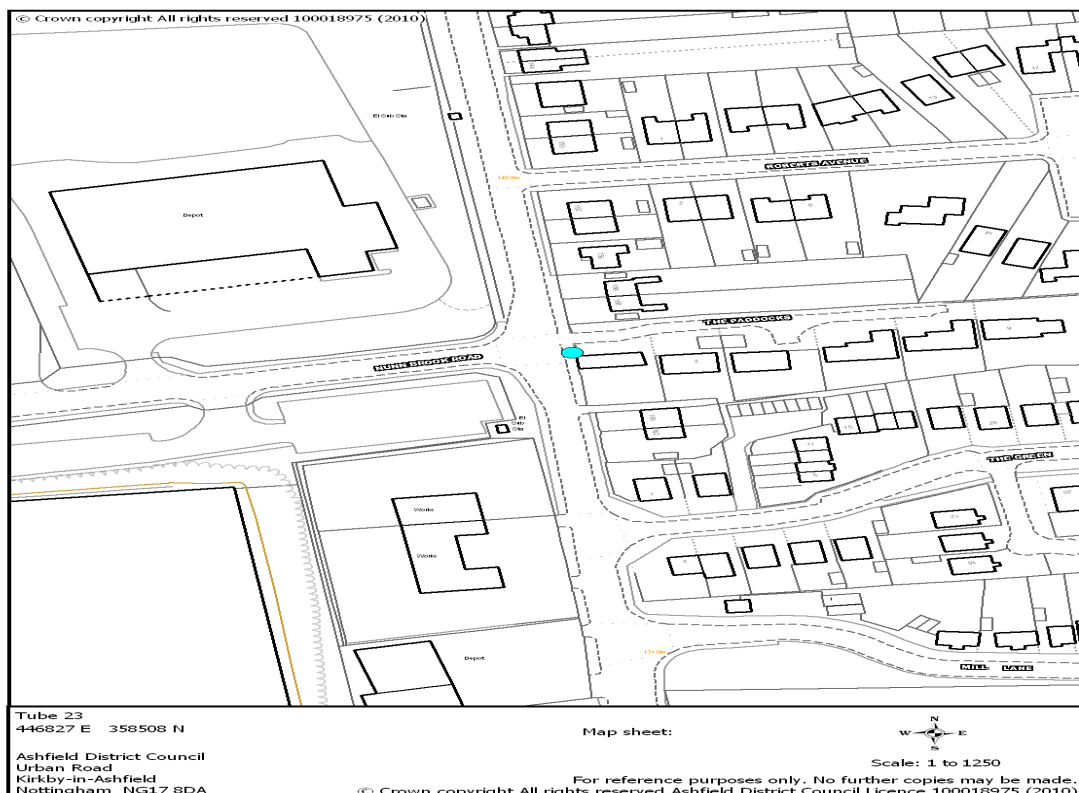 © Crown copyright All rights reserved 100018975 (2010)
El Sub Sta
ROBERTS AVENUE
Depot
THE PADDOCKS
NUNN BROOK ROAD
El
Sub
Sta
THE GREEN
Works
Works
Depot
MILL LANE
Tube 23
446827 E 358508 N
Map sheet:
N
W E
S
Ashfield District Council
Urban Road
Scale: 1 to 1250
Kirkby-in-Ashfield
For reference purposes only. No further copies may be made.
Nottingham NG17 8DA
© Crown copyright All rights reserved Ashfield District Council Licence 100018975 (2010)